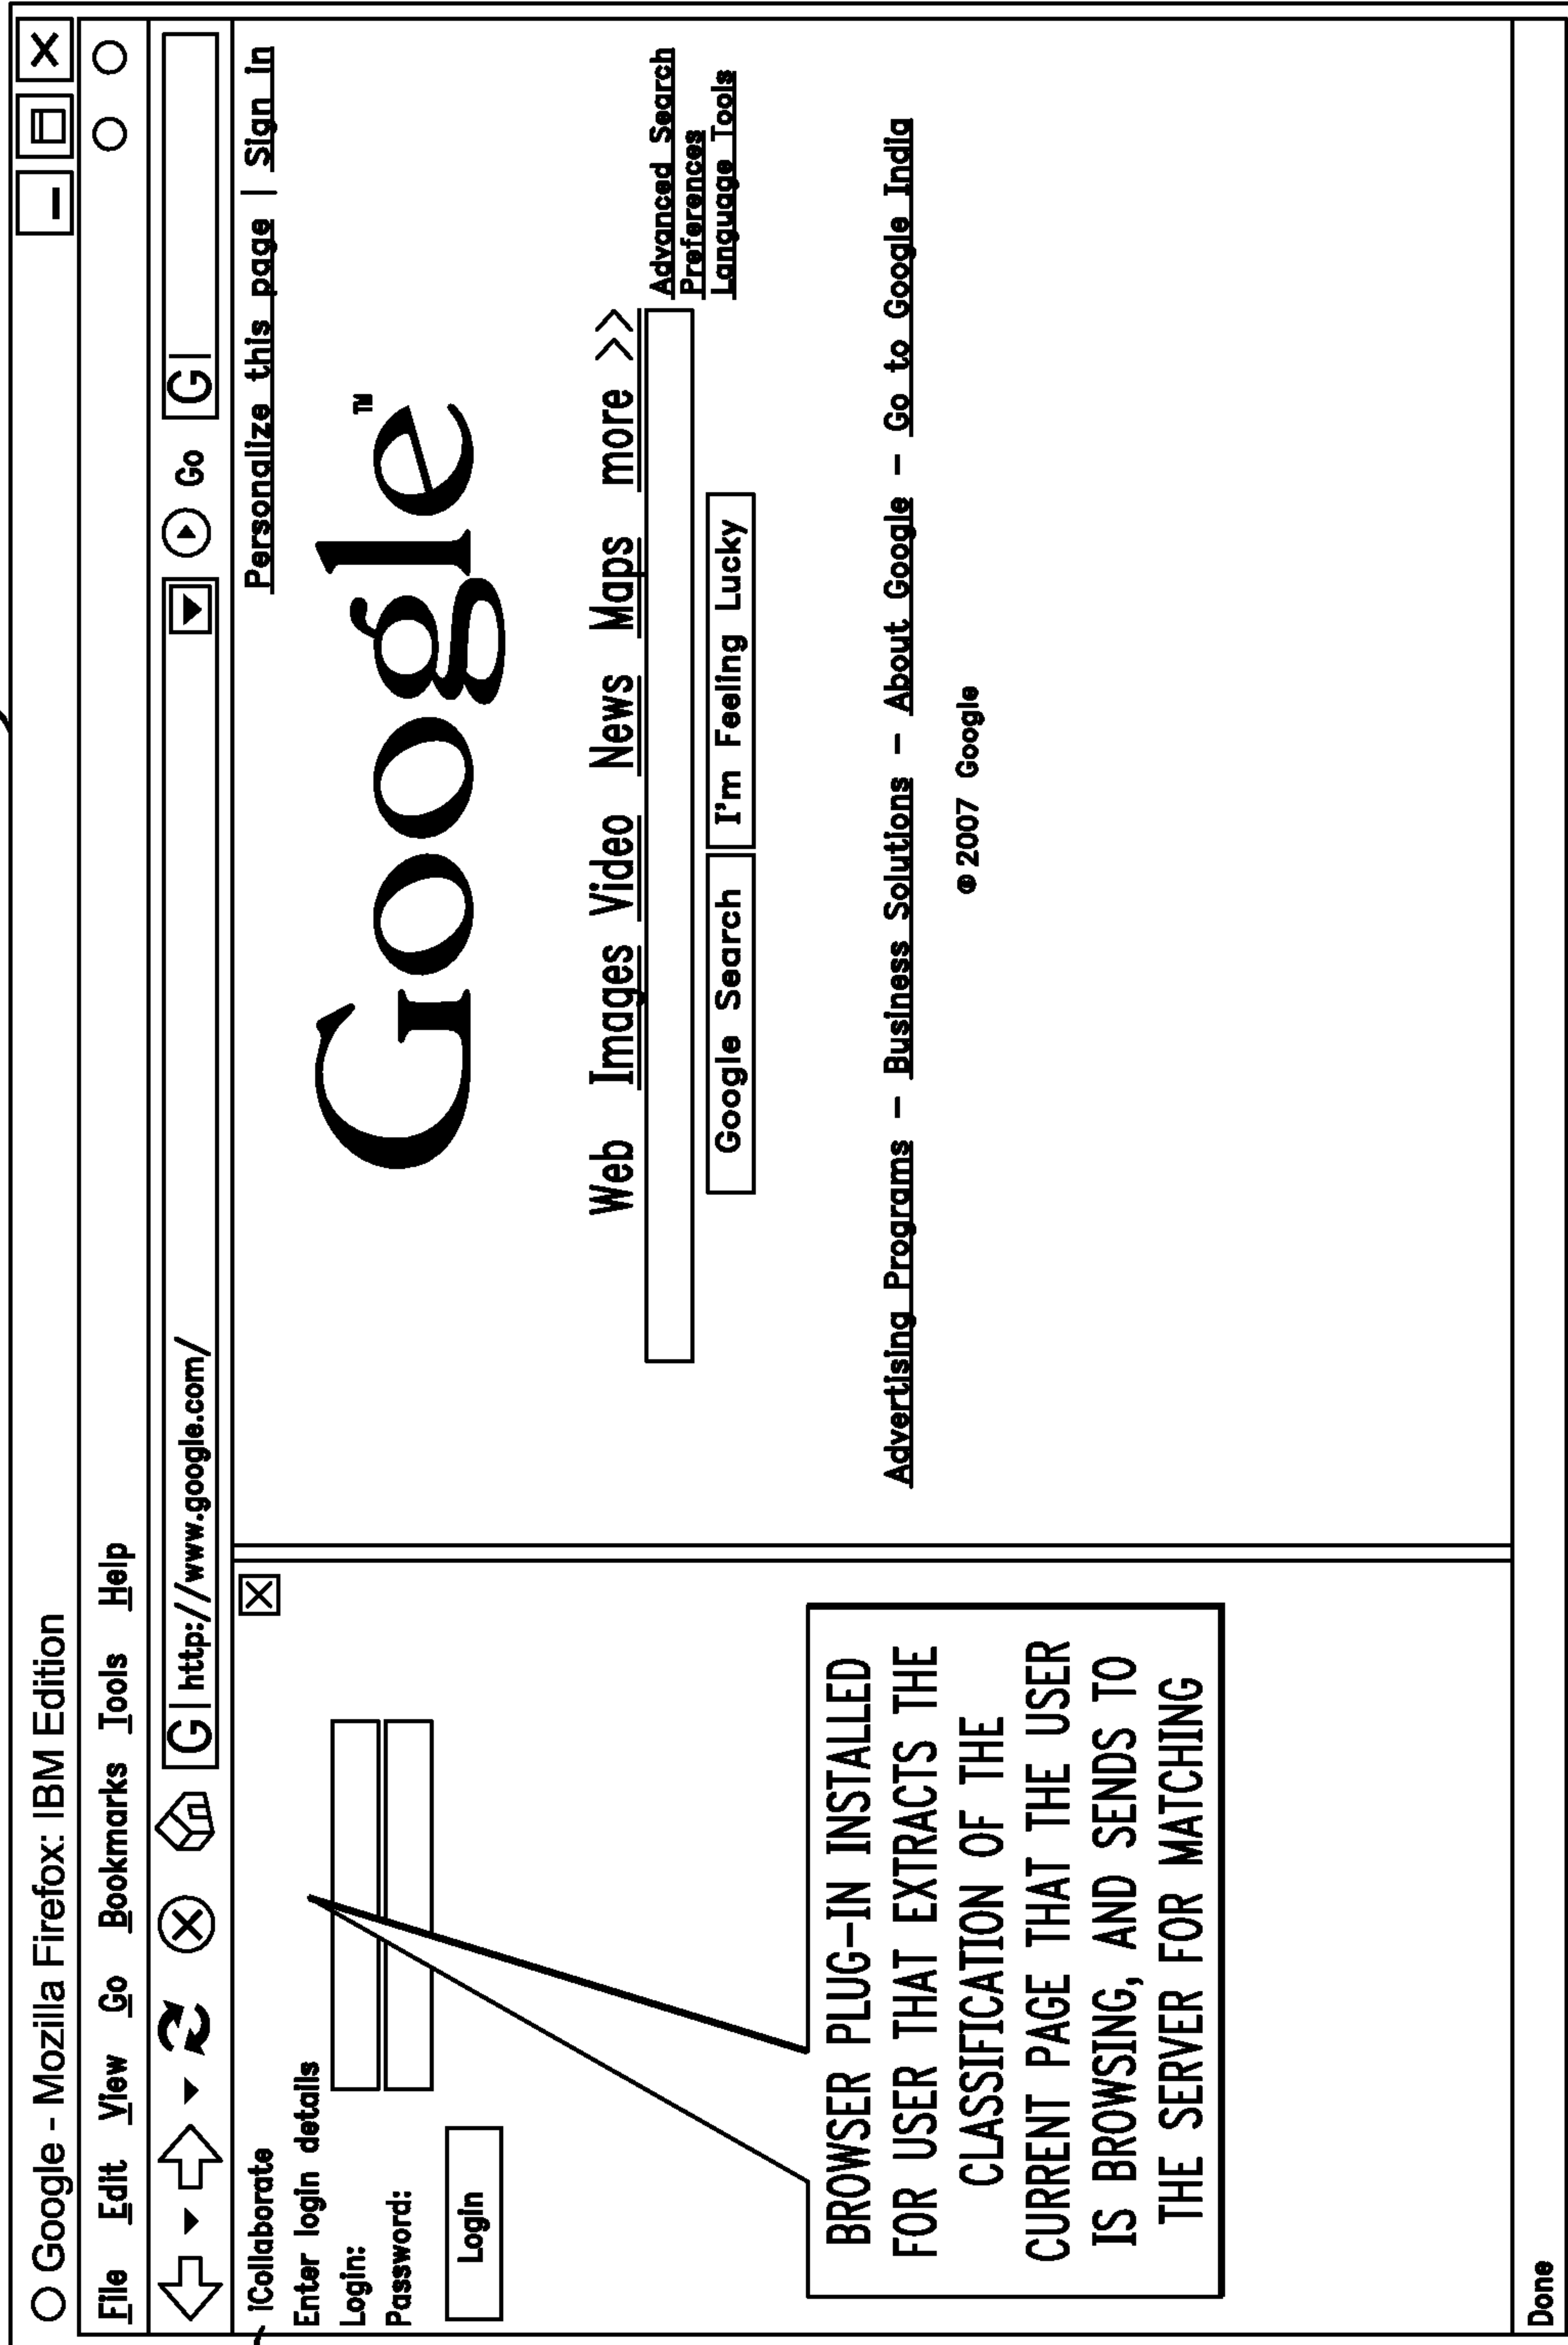 Google - Mozilla Firefox: IBM Edition
File Edit View Go Bookmarks Tools Help
G http://www.google.com/ Go G
iCollaborate
Enter login details
Login:
Password:
Login
BROWSER PLUG-IN INSTALLED
FOR USER THAT EXTRACTS THE
CLASSIFICATION OF THE
CURRENT PAGE THAT THE USER
IS BROWSING, AND SENDS TO
THE SERVER FOR MATCHING
Personalize this page | Sign in
Google™
Web Images Video News Maps more >>
Advanced Search
Preferences
Language Tools
Google Search I'm Feeling Lucky
Advertising Programs - Business Solutions - About Google - Go to Google India
© 2007 Google
Done